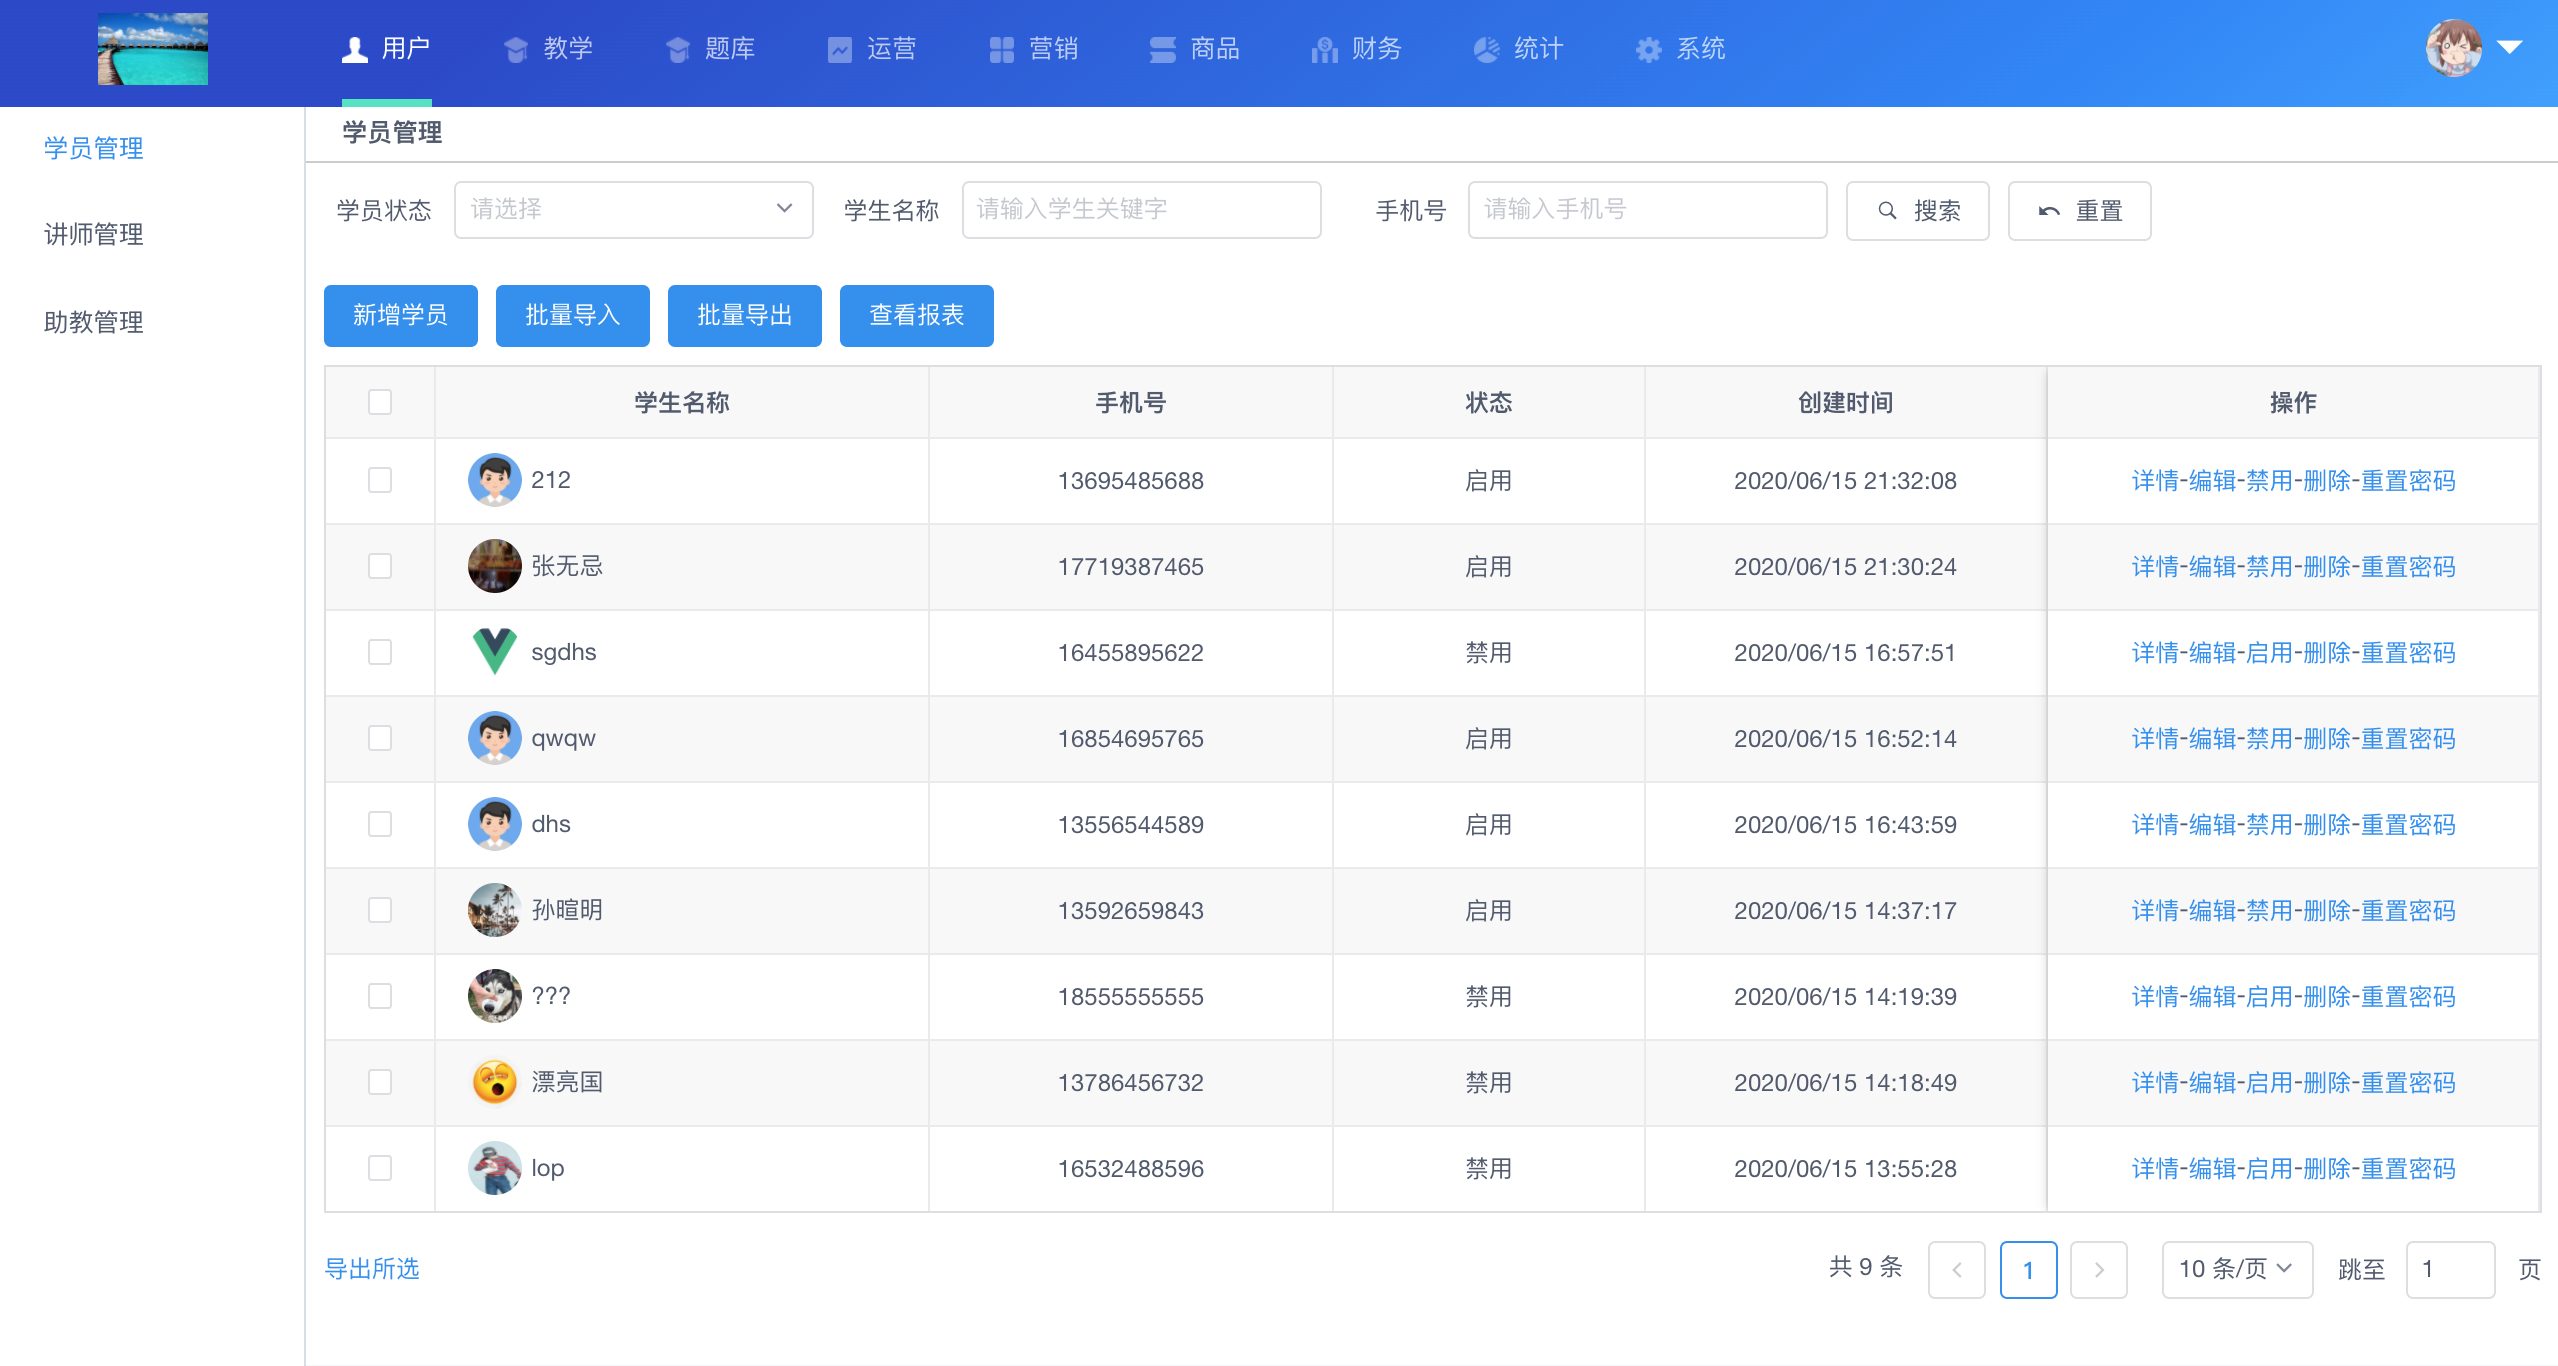 用户 教学 题库 运营 营销 商品 财务 统计 系统
学员管理
讲师管理
助教管理
学员管理
学员状态 请选择 学生名称 请输入学生关键字 手机号 请输入手机号 搜索 重置
新增学员 批量导入 批量导出 查看报表
学生名称 手机号 状态 创建时间 操作
212 13695485688 启用 2020/06/15 21:32:08 详情-编辑-禁用-删除-重置密码
张无忌 17719387465 启用 2020/06/15 21:30:24 详情-编辑-禁用-删除-重置密码
sgdhs 16455895622 禁用 2020/06/15 16:57:51 详情-编辑-启用-删除-重置密码
qwqw 16854695765 启用 2020/06/15 16:52:14 详情-编辑-禁用-删除-重置密码
dhs 13556544589 启用 2020/06/15 16:43:59 详情-编辑-禁用-删除-重置密码
孙暄明 13592659843 启用 2020/06/15 14:37:17 详情-编辑-禁用-删除-重置密码
??? 18555555555 禁用 2020/06/15 14:19:39 详情-编辑-启用-删除-重置密码
漂亮国 13786456732 禁用 2020/06/15 14:18:49 详情-编辑-启用-删除-重置密码
lop 16532488596 禁用 2020/06/15 13:55:28 详情-编辑-启用-删除-重置密码
导出所选 共 9 条 1 10 条/页 跳至 1 页